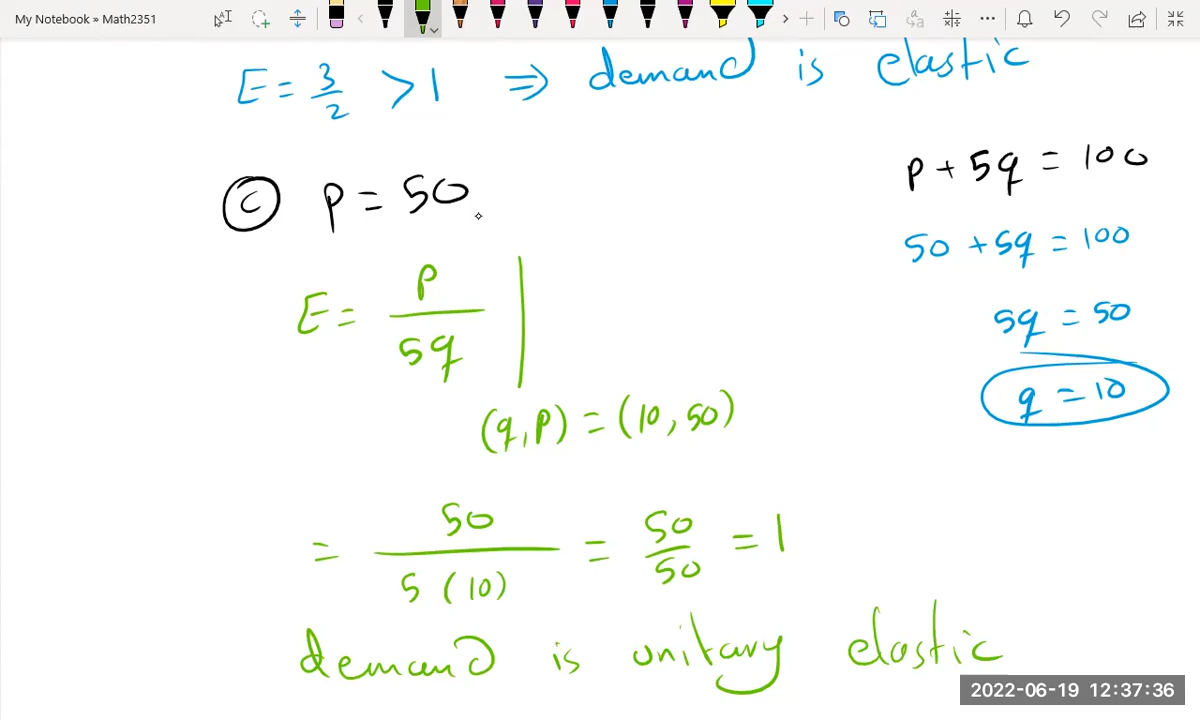 My Notebook » Math2351
E = 3/2 > 1 ⇒ demand is elastic
Ⓒ P = 50
P + 5q = 100
50 + 5q = 100
5q = 50
q = 10
E = P/5q |
(q,P) = (10,50)
= 50/5(10) = 50/50 = 1
demand is unitary elastic
2022-06-19 12:37:36